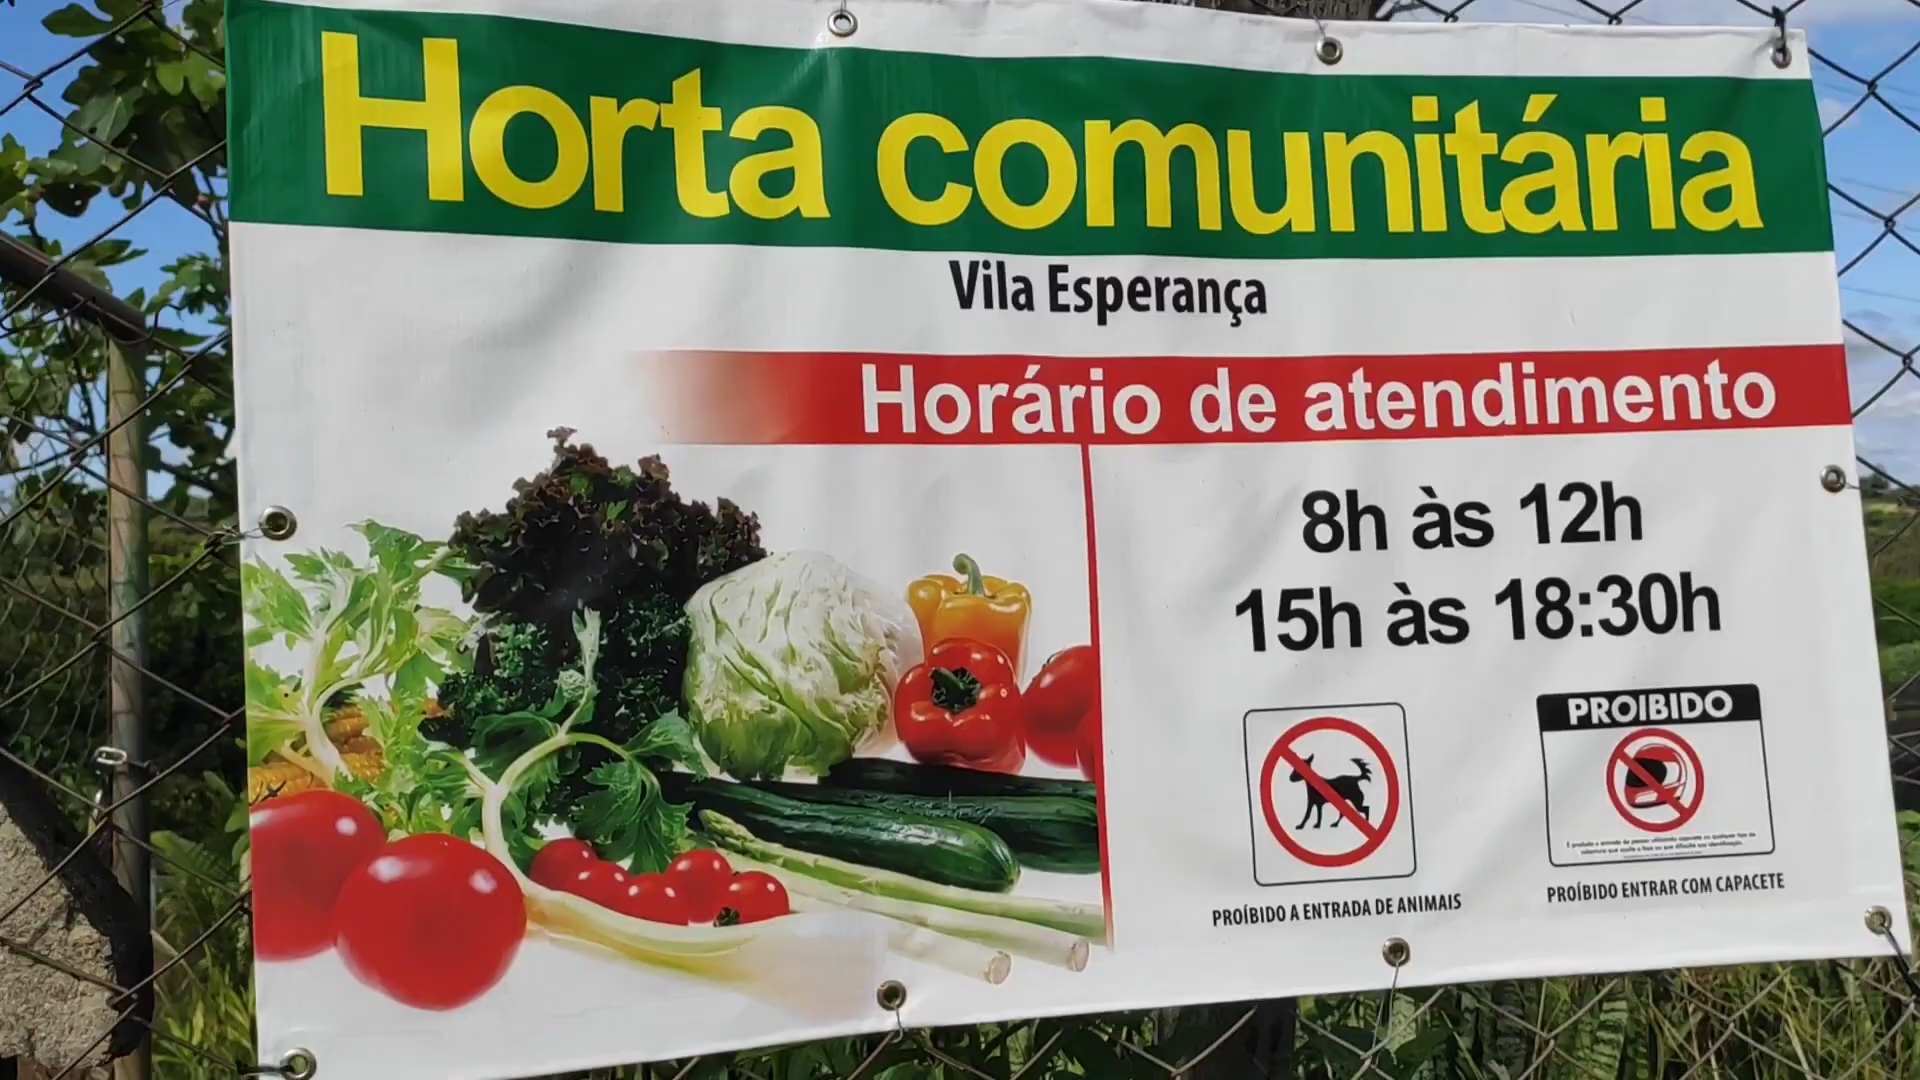 Horta comunitária
Vila Esperança
Horário de atendimento
8h às 12h
15h às 18:30h
PROIBIDO
PROÍBIDO A ENTRADA DE ANIMAIS
PROÍBIDO ENTRAR COM CAPACETE